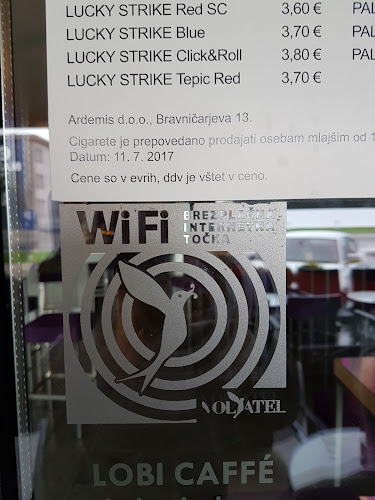 LUCKY STRIKE Red SC 3,60 € PAL
LUCKY STRIKE Blue 3,70 € PAL
LUCKY STRIKE Click&Roll 3,80 € PAL
LUCKY STRIKE Tepic Red 3,70 €
Ardemis d.o.o., Bravničarjeva 13.
Cigarete je prepovedano prodajati osebam mlajšim od 1
Datum: 11. 7. 2017
Cene so v evrih, ddv je vštet v ceno.
WiFi BREZPLAČNA
INTERNETNA
TOČKA
VOLJATEL
LOBI CAFFÉ